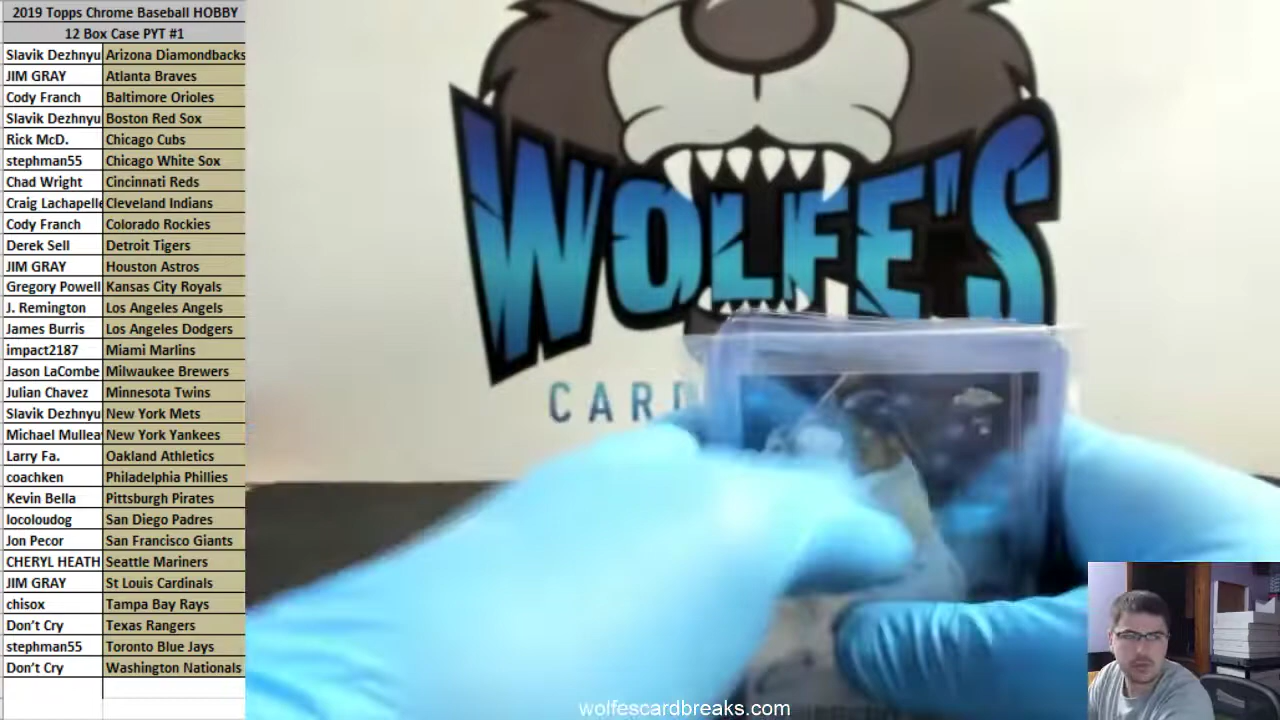 2019 Topps Chrome Baseball HOBBY
12 Box Case PYT #1
Slavik Dezhnyu Arizona Diamondbacks
JIM GRAY Atlanta Braves
Cody Franch Baltimore Orioles
Slavik Dezhnyu Boston Red Sox
Rick McD. Chicago Cubs
stephman55 Chicago White Sox
Chad Wright Cincinnati Reds
Craig Lachapelle Cleveland Indians
Cody Franch Colorado Rockies
Derek Sell Detroit Tigers
JIM GRAY Houston Astros
Gregory Powell Kansas City Royals
J. Remington Los Angeles Angels
James Burris Los Angeles Dodgers
impact2187 Miami Marlins
Jason LaCombe Milwaukee Brewers
Julian Chavez Minnesota Twins
Slavik Dezhnyu New York Mets
Michael Mullea New York Yankees
Larry Fa. Oakland Athletics
coachken Philadelphia Phillies
Kevin Bella Pittsburgh Pirates
locoloudog San Diego Padres
Jon Pecor San Francisco Giants
CHERYL HEATH Seattle Mariners
JIM GRAY St Louis Cardinals
chisox Tampa Bay Rays
Don't Cry Texas Rangers
stephman55 Toronto Blue Jays
Don't Cry Washington Nationals
WOLFE'S
CARD
wolfescardbreaks.com